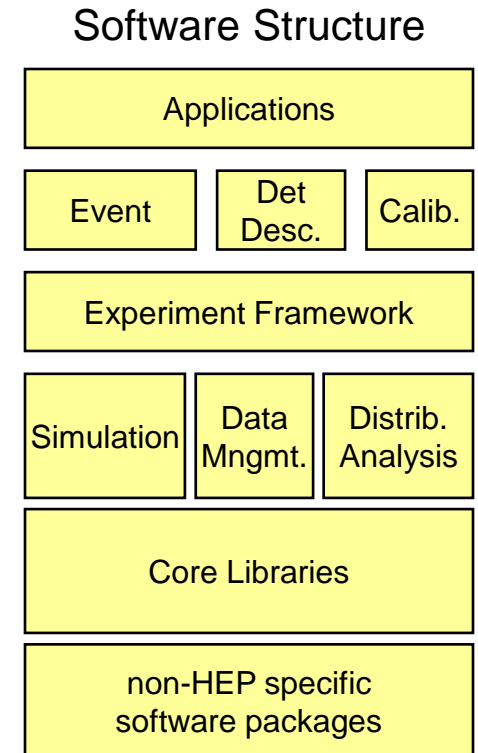 Software Structure
Applications
Event
Det
Desc.
Calib.
Experiment Framework
Simulation
Data
Mngmt.
Distrib.
Analysis
Core Libraries
non-HEP specific
software packages